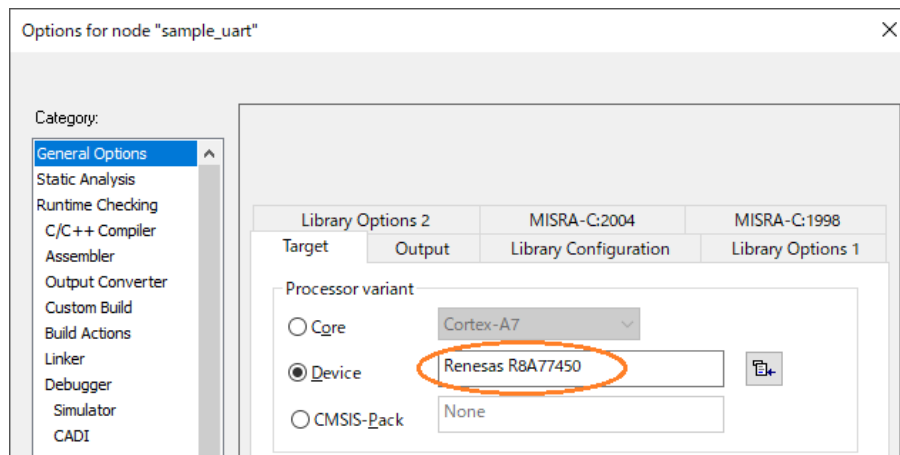 Options for node "sample_uart"
Category:
General Options
Static Analysis
Runtime Checking
C/C++ Compiler
Assembler
Output Converter
Custom Build
Build Actions
Linker
Debugger
Simulator
CADI
Library Options 2 MISRA-C:2004 MISRA-C:1998
Target Output Library Configuration Library Options 1
Processor variant
Core Cortex-A7
Device Renesas R8A77450
CMSIS-Pack None